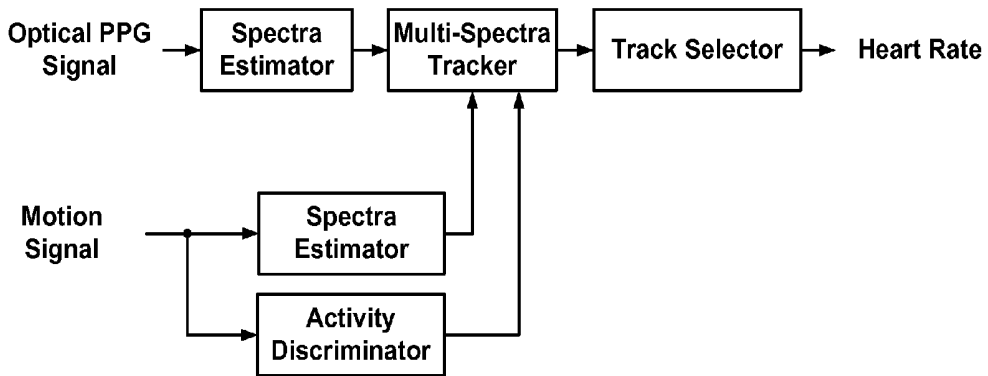 Optical PPG
Signal
Spectra
Estimator
Multi-Spectra
Tracker
Track Selector
Heart Rate
Motion
Signal
Spectra
Estimator
Activity
Discriminator